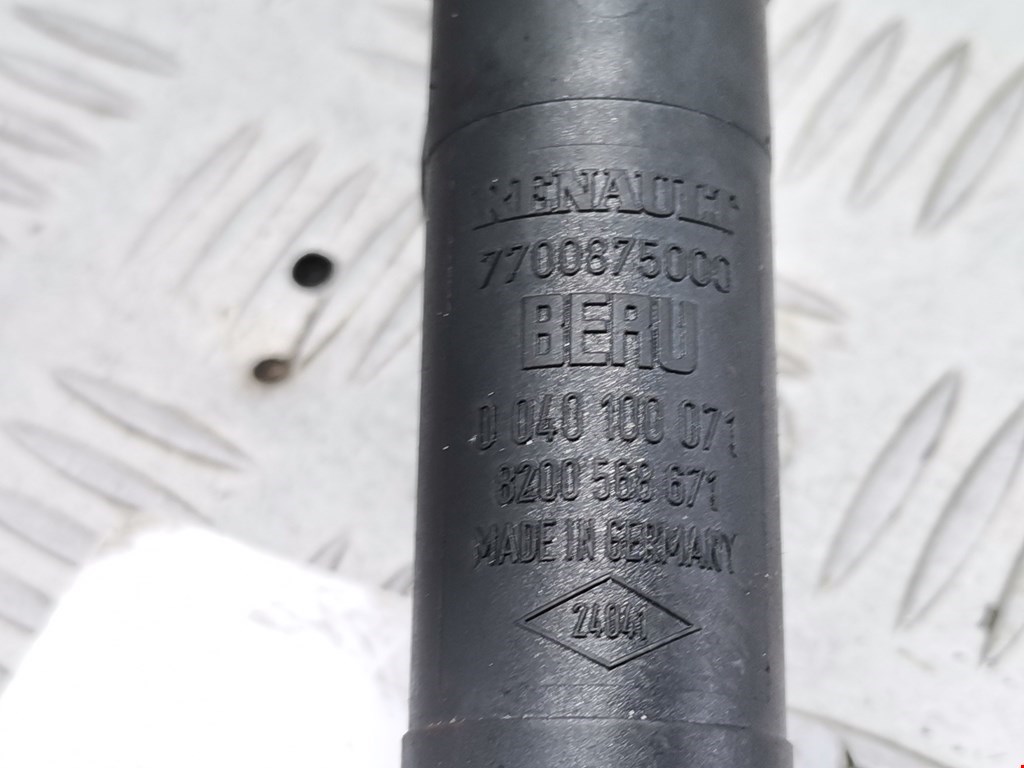 RENAULT
7700875000
BERU
0 040 100 071
8200 568 671
MADE IN GERMANY
24041